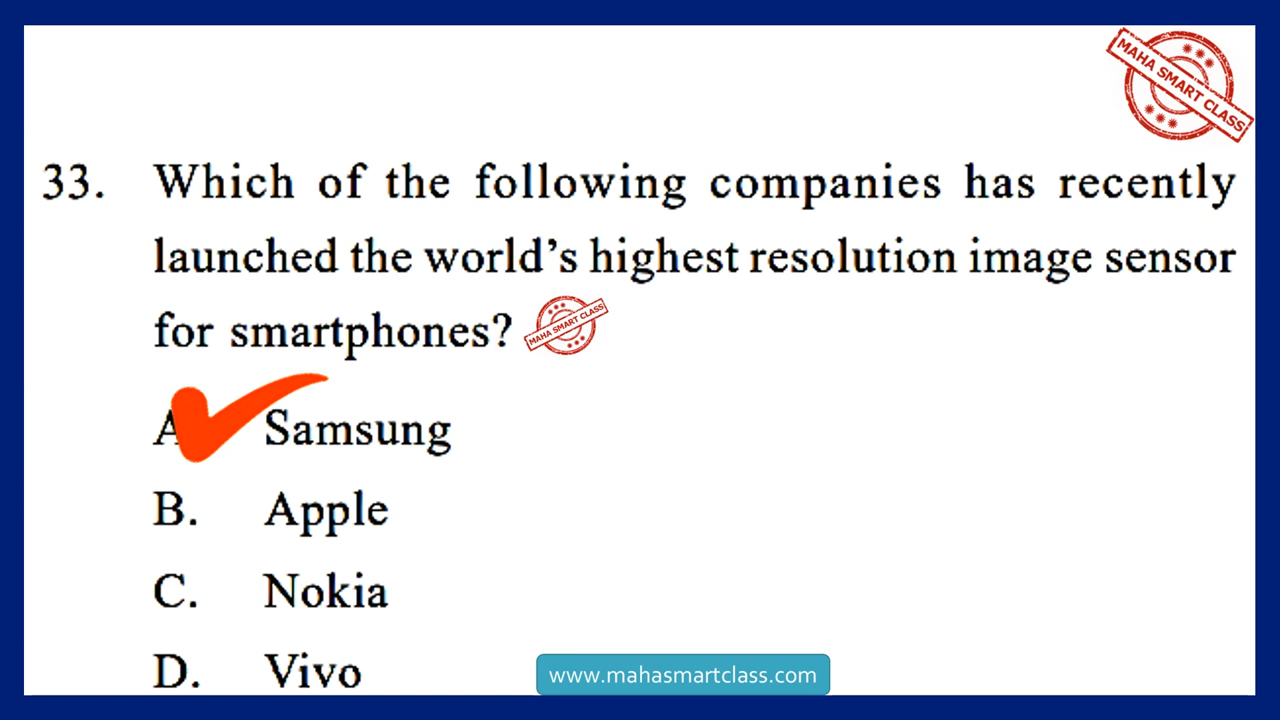 MAHA SMART CLASS
33. Which of the following companies has recently
launched the world's highest resolution image sensor
for smartphones?
MAHA SMART CLASS
A Samsung
B. Apple
C. Nokia
D. Vivo
www.mahasmartclass.com